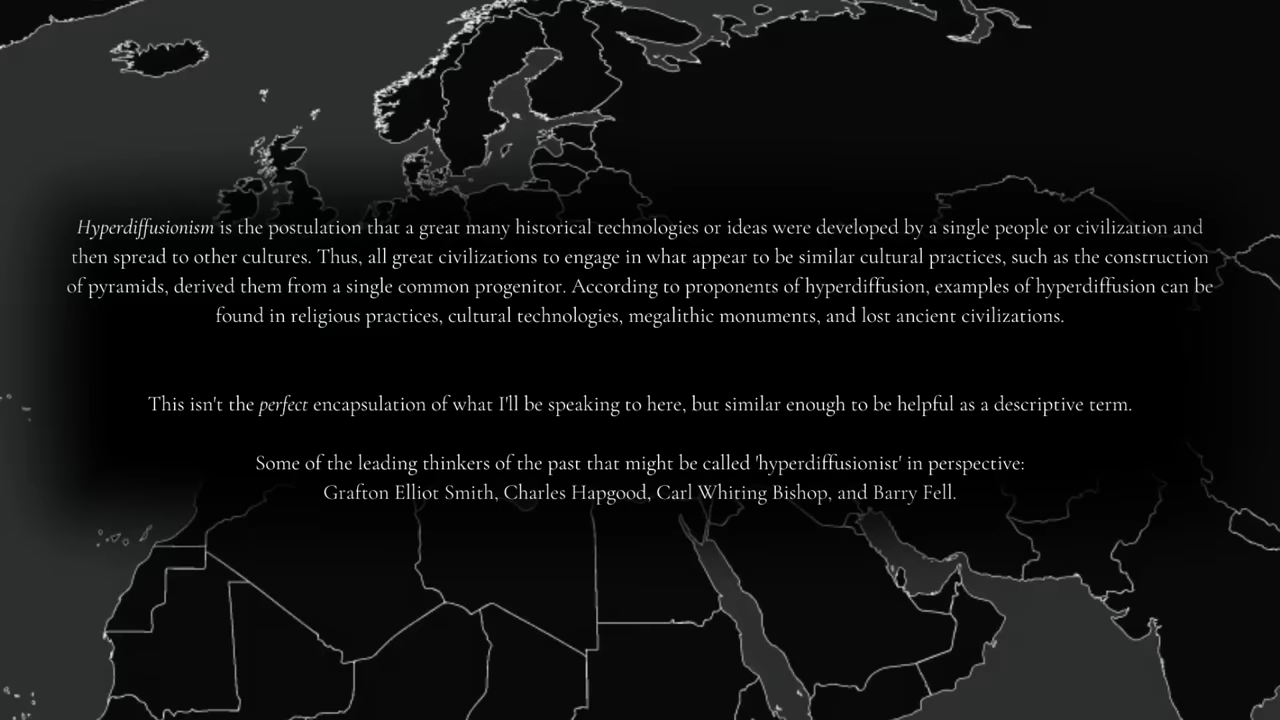 Hyperdiffusionism is the postulation that a great many historical technologies or ideas were developed by a single people or civilization and
then spread to other cultures. Thus, all great civilizations to engage in what appear to be similar cultural practices, such as the construction
of pyramids, derived them from a single common progenitor. According to proponents of hyperdiffusion, examples of hyperdiffusion can be
found in religious practices, cultural technologies, megalithic monuments, and lost ancient civilizations.
This isn't the perfect encapsulation of what I'll be speaking to here, but similar enough to be helpful as a descriptive term.
Some of the leading thinkers of the past that might be called 'hyperdiffusionist' in perspective:
Grafton Elliot Smith, Charles Hapgood, Carl Whiting Bishop, and Barry Fell.